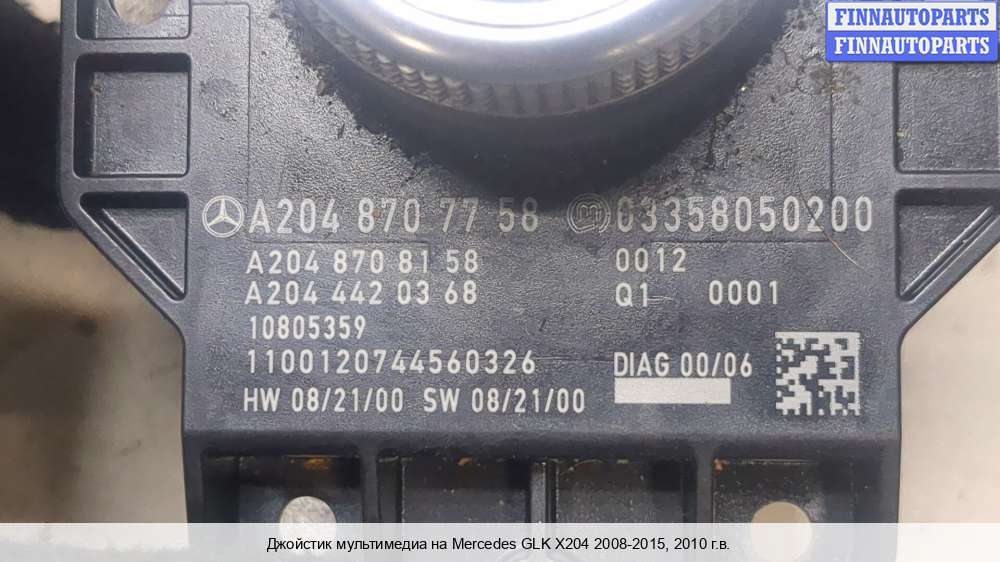 FINNAUTOPARTS
FINNAUTOPARTS
A204 870 77 58 03358050200
A204 870 81 58 0012
A204 442 03 68 Q1 0001
10805359
1100120744560326 DIAG 00/06
HW 08/21/00 SW 08/21/00
Джойстик мультимедиа на Mercedes GLK X204 2008-2015, 2010 г.в.